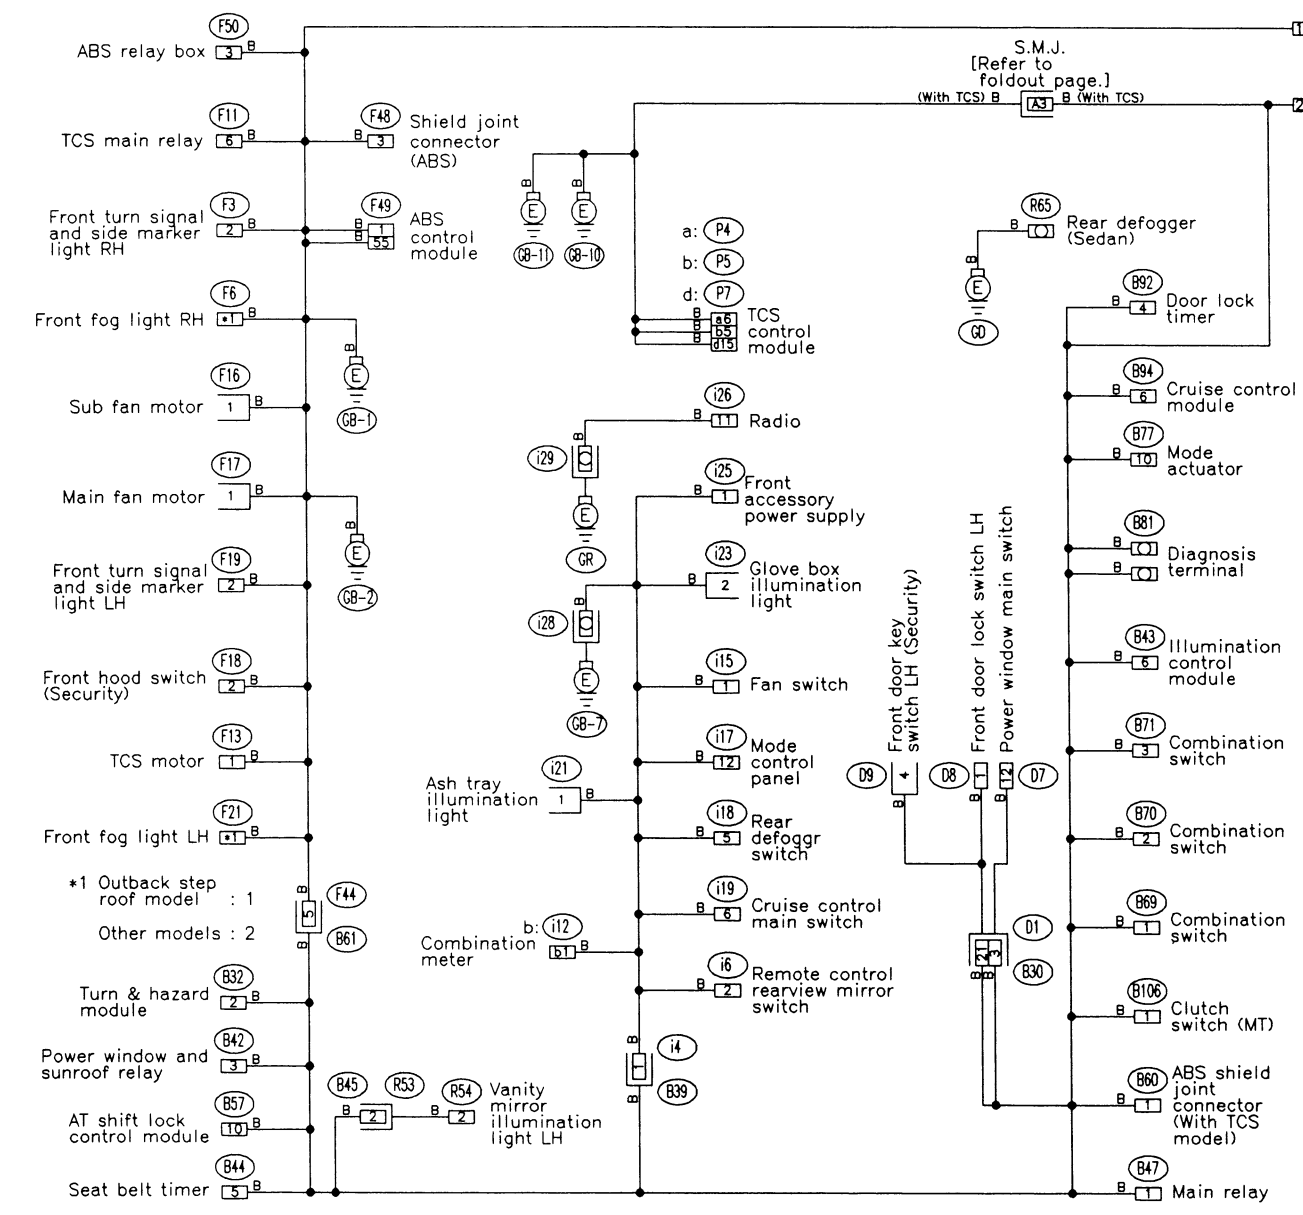 F50
ABS relay box 3 B
1
S.M.J.
[Refer to
foldout page.]
(With TCS) B A3 B (With TCS)
2
F11
TCS main relay 6 B
F48
B 3 Shield joint
connector
(ABS)
F3
Front turn signal
and side marker
light RH
2 B
F49
B 1
B 55
ABS
control
module
B B
E E
GB-11 GB-10
a: P4
b: P5
d: P7
B a6
B b5
B d15
TCS
control
module
R65
B Rear defogger
(Sedan)
B
E
GD
B92
B 4 Door lock
timer
F6
Front fog light RH *1 B
B
E
GB-1
F16
Sub fan motor 1 B
B94
B 6 Cruise control
module
i26
B 11 Radio
B
i29
E
GR
B77
B 10 Mode
actuator
F17
Main fan motor 1 B
B
E
GB-2
i25
B 1 Front
accessory
power supply
B81
B
B
Diagnosis
terminal
F19
Front turn signal
and side marker
light LH
2 B
i23
B 2 Glove box
illumination
light
B
i28
E
GB-7
B43
B 6 Illumination
control
module
F18
Front hood switch
(Security)
2 B
i15
B 1 Fan switch
Front door key
switch LH (Security)
Front door lock switch LH
Power window main switch
F13
TCS motor 1 B
i17
B 12 Mode
control
panel
B71
B 3 Combination
switch
D9 4 D8 1 12 D7
B B B
i21
Ash tray
illumination
light
1 B
F21
Front fog light LH *1 B
i18
B 5 Rear
defoggr
switch
B70
B 2 Combination
switch
*1 Outback step
roof model : 1
Other models : 2
B
5
F44
B61
B
i19
B 6 Cruise control
main switch
B69
B 1 Combination
switch
b: i12
Combination
meter
b1 B
D1
21 3
B30
B B
B32
Turn & hazard
module
2 B
i6
B 2 Remote control
rearview mirror
switch
B106
B 1 Clutch
switch (MT)
B42
Power window and
sunroof relay
3 B
B
i4
1
B39
B
B45 R53 R54
B 2 B 2
Vanity
mirror
illumination
light LH
B60
B 1 ABS shield
joint
connector
(With TCS
model)
B57
AT shift lock
control module
10 B
B44
Seat belt timer 5 B
B47
B 1 Main relay